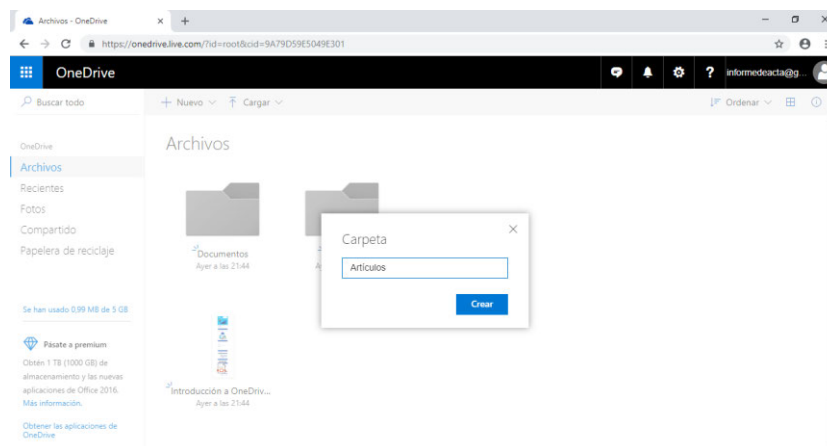 Archivos - OneDrive
https://onedrive.live.com/?id=root&cid=9A79D59E5049E301
OneDrive
informedeacta@g...
Buscar todo
Nuevo
Cargar
Ordenar
OneDrive
Archivos
Recientes
Fotos
Compartido
Papelera de reciclaje
Archivos
Documentos
Ayer a las 21:44
Carpeta
Artículos
Crear
Introducción a OneDriv...
Ayer a las 21:44
Se han usado 0,99 MB de 5 GB
Pásate a premium
Obtén 1 TB (1000 GB) de
almacenamiento y las nuevas
aplicaciones de Office 2016.
Más información.
Obtener las aplicaciones de
OneDrive